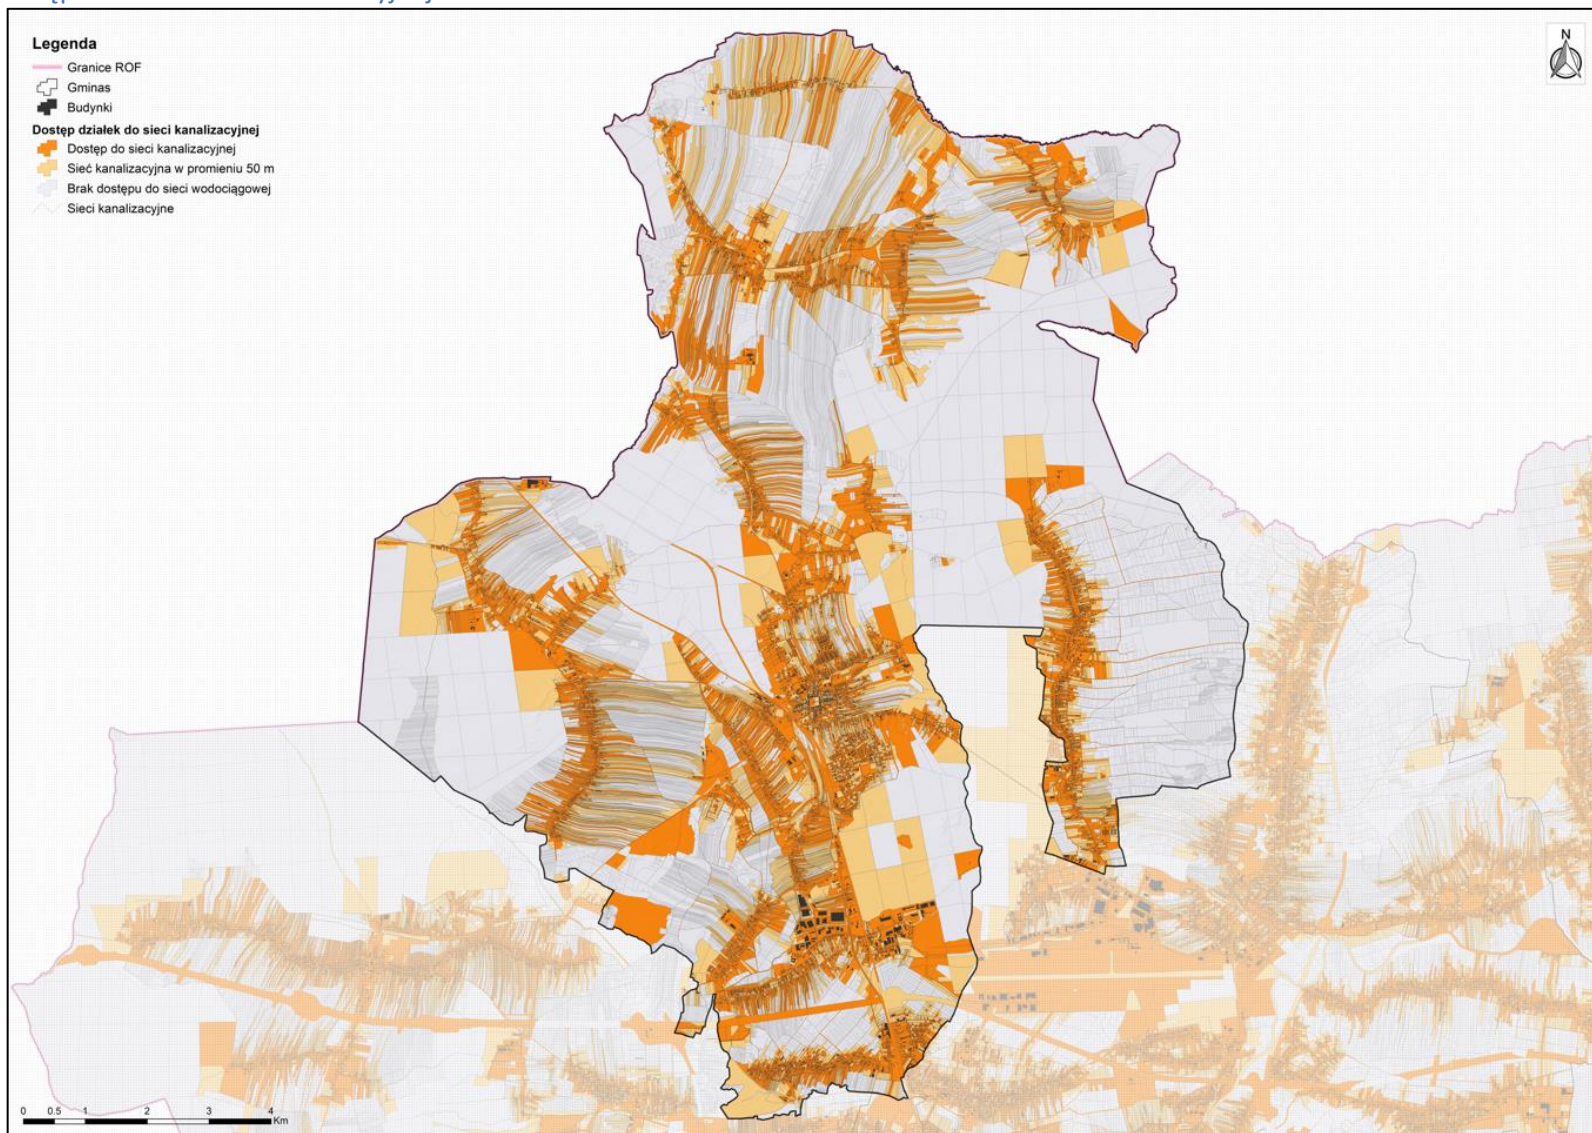 Legenda
Granice ROF
Gminas
Budynki
Dostęp działek do sieci kanalizacyjnej
Dostęp do sieci kanalizacyjnej
Sieć kanalizacyjna w promieniu 50 m
Brak dostępu do sieci wodociągowej
Sieci kanalizacyjne
N
0 0.5 1 2 3 4
Km